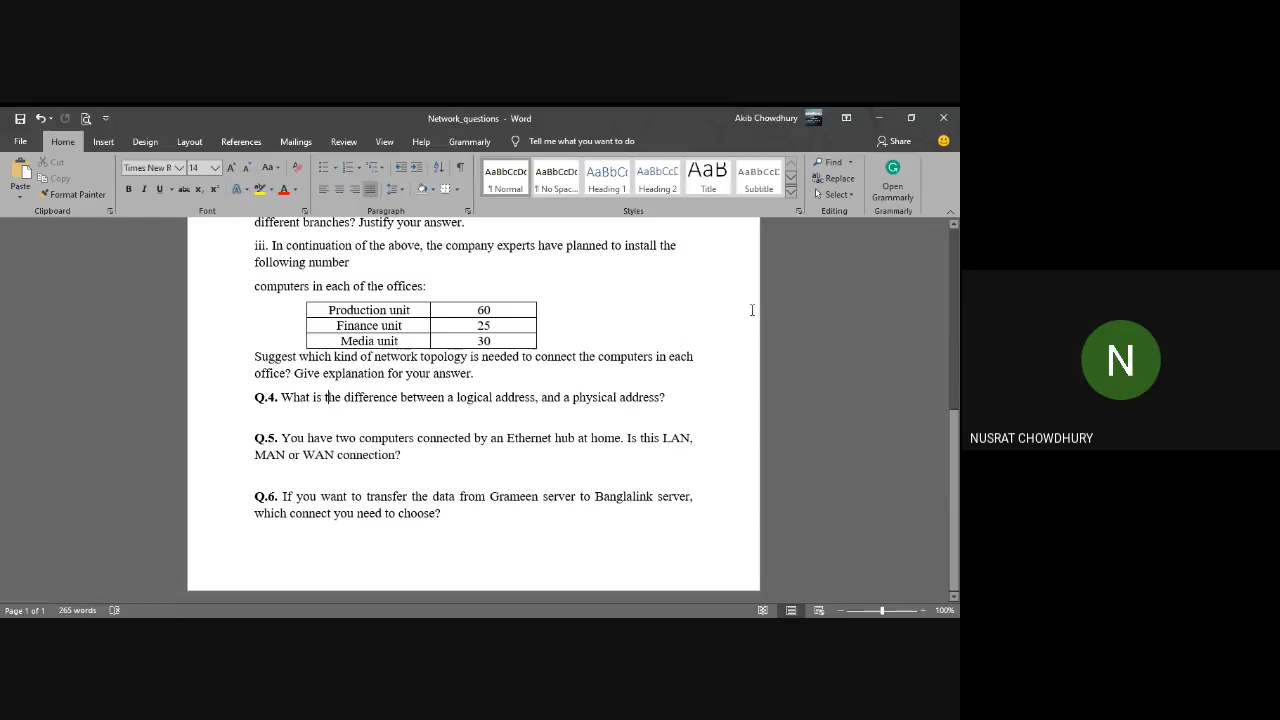 Network_questions - Word
Akib Chowdhury
File Home Insert Design Layout References Mailings Review View Help Grammarly Tell me what you want to do Share
Paste
Cut
Copy
Format Painter
Clipboard
Times New R 14
Font
Paragraph
AaBbCcDc AaBbCcDc AaBbCc AaBbCcE AaB AaBbCcD
¶ Normal ¶ No Spac... Heading 1 Heading 2 Title Subtitle
Styles
Find
Replace
Select
Editing
Open
Grammarly
Grammarly
different branches? Justify your answer.
iii. In continuation of the above, the company experts have planned to install the
following number
computers in each of the offices:
Production unit 60
Finance unit 25
Media unit 30
Suggest which kind of network topology is needed to connect the computers in each
office? Give explanation for your answer.
Q.4. What is the difference between a logical address, and a physical address?
Q.5. You have two computers connected by an Ethernet hub at home. Is this LAN,
MAN or WAN connection?
Q.6. If you want to transfer the data from Grameen server to Banglalink server,
which connect you need to choose?
Page 1 of 1 265 words
100%
N
NUSRAT CHOWDHURY